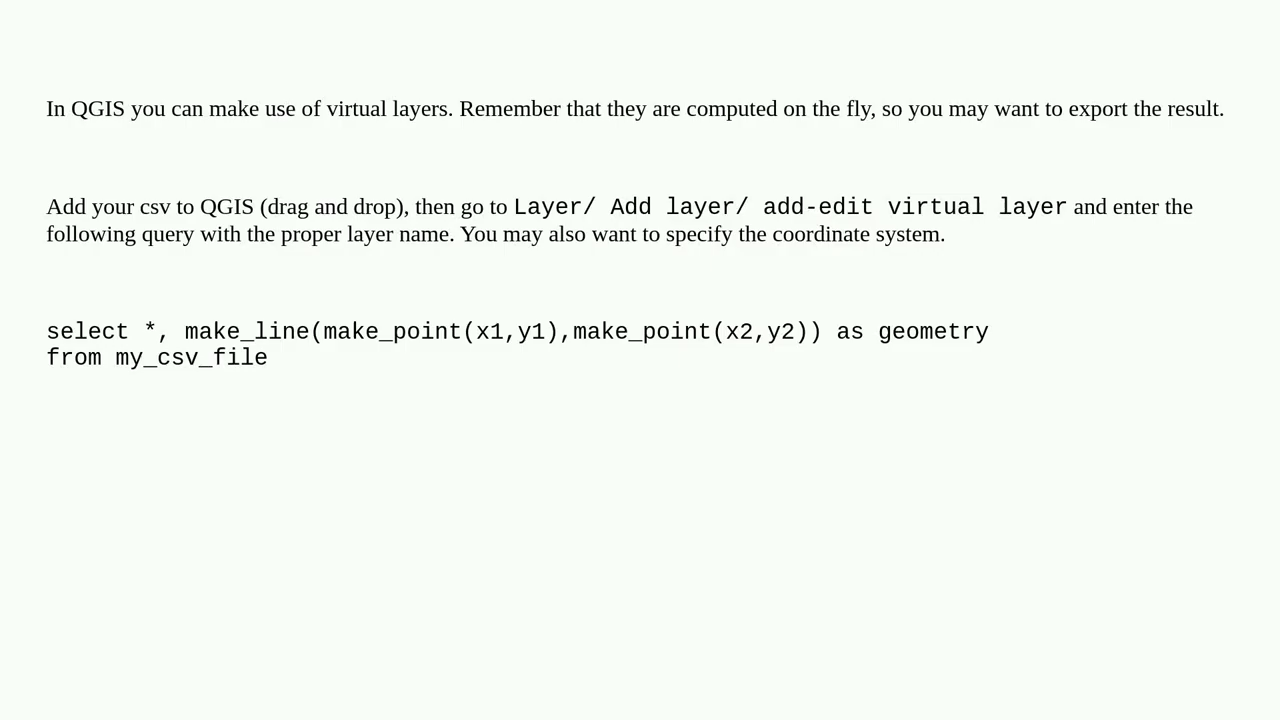 In QGIS you can make use of virtual layers. Remember that they are computed on the fly, so you may want to export the result.
Add your csv to QGIS (drag and drop), then go to Layer/ Add layer/ add-edit virtual layer and enter the
following query with the proper layer name. You may also want to specify the coordinate system.
select *, make_line(make_point(x1,y1),make_point(x2,y2)) as geometry
from my_csv_file